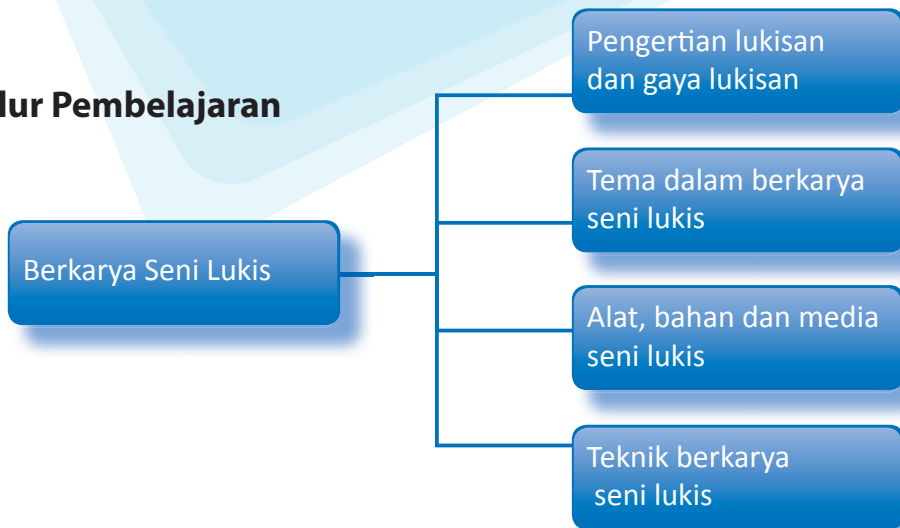 lur Pembelajaran
Berkarya Seni Lukis
Pengertian lukisan
dan gaya lukisan
Tema dalam berkarya
seni lukis
Alat, bahan dan media
seni lukis
Teknik berkarya
seni lukis